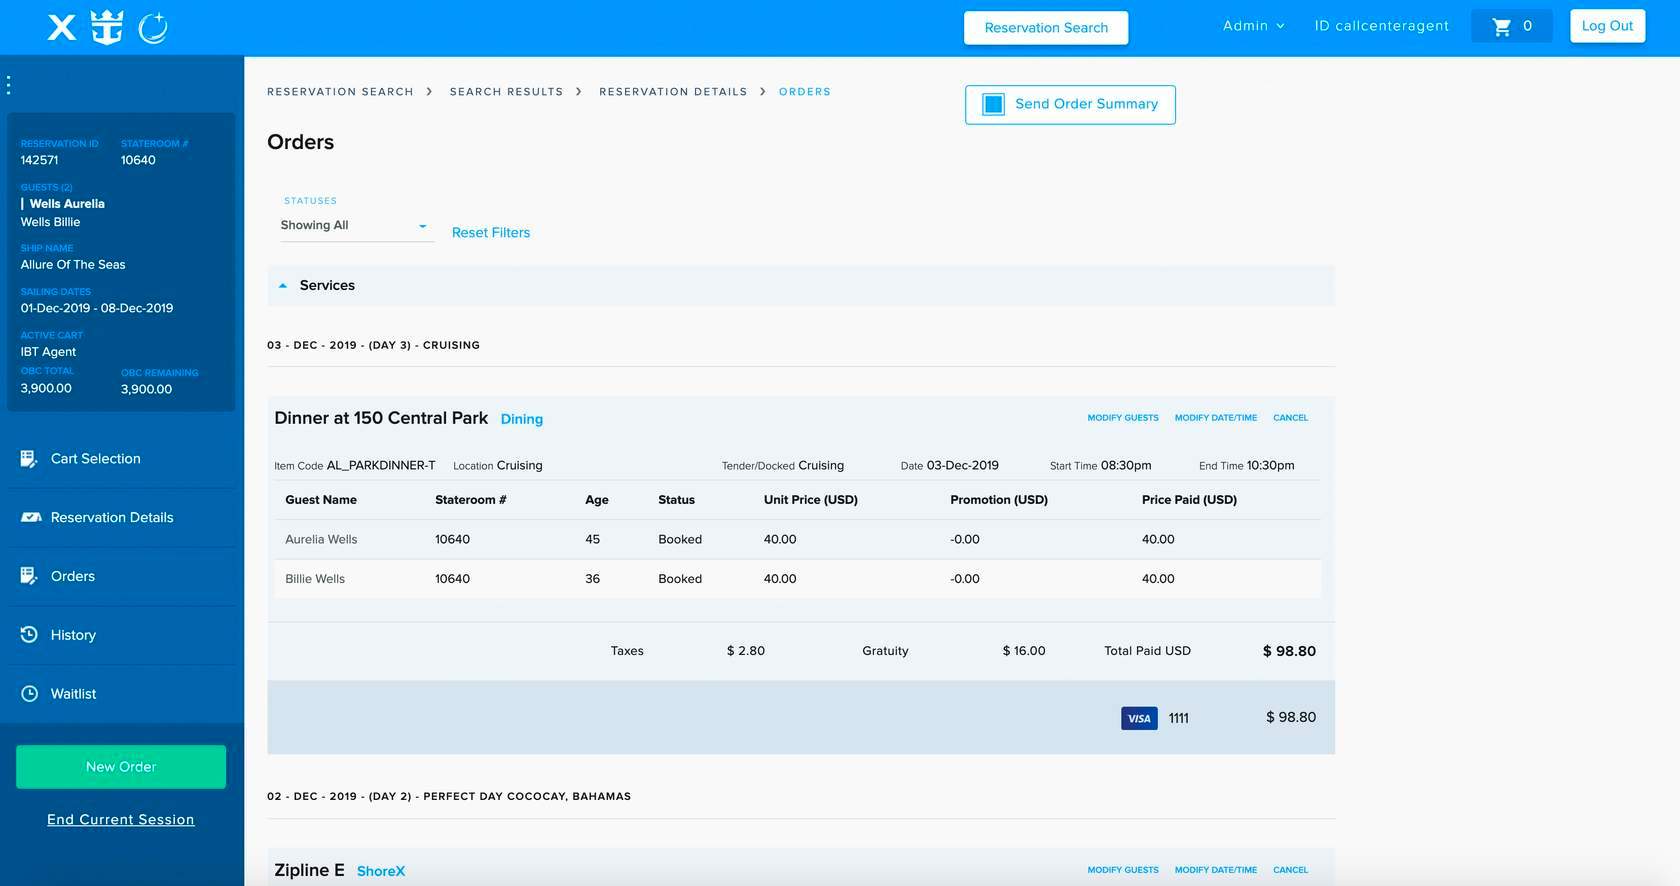 Reservation Search
Admin
ID callcenteragent
0
Log Out
RESERVATION ID STATEROOM #
142571 10640
GUESTS (2)
| Wells Aurelia
Wells Billie
SHIP NAME
Allure Of The Seas
SAILING DATES
01-Dec-2019 - 08-Dec-2019
ACTIVE CART
IBT Agent
OBC TOTAL OBC REMAINING
3,900.00 3,900.00
Cart Selection
Reservation Details
Orders
History
Waitlist
New Order
End Current Session
RESERVATION SEARCH > SEARCH RESULTS > RESERVATION DETAILS > ORDERS
Send Order Summary
Orders
STATUSES
Showing All
Reset Filters
Services
03 - DEC - 2019 - (DAY 3) - CRUISING
Dinner at 150 Central Park Dining MODIFY GUESTS MODIFY DATE/TIME CANCEL
Item Code AL_PARKDINNER-T Location Cruising Tender/Docked Cruising Date 03-Dec-2019 Start Time 08:30pm End Time 10:30pm
Guest Name Stateroom # Age Status Unit Price (USD) Promotion (USD) Price Paid (USD)
Aurelia Wells 10640 45 Booked 40.00 -0.00 40.00
Billie Wells 10640 36 Booked 40.00 -0.00 40.00
Taxes $ 2.80 Gratuity $ 16.00 Total Paid USD $ 98.80
VISA 1111 $ 98.80
02 - DEC - 2019 - (DAY 2) - PERFECT DAY COCOCAY, BAHAMAS
Zipline E ShoreX MODIFY GUESTS MODIFY DATE/TIME CANCEL